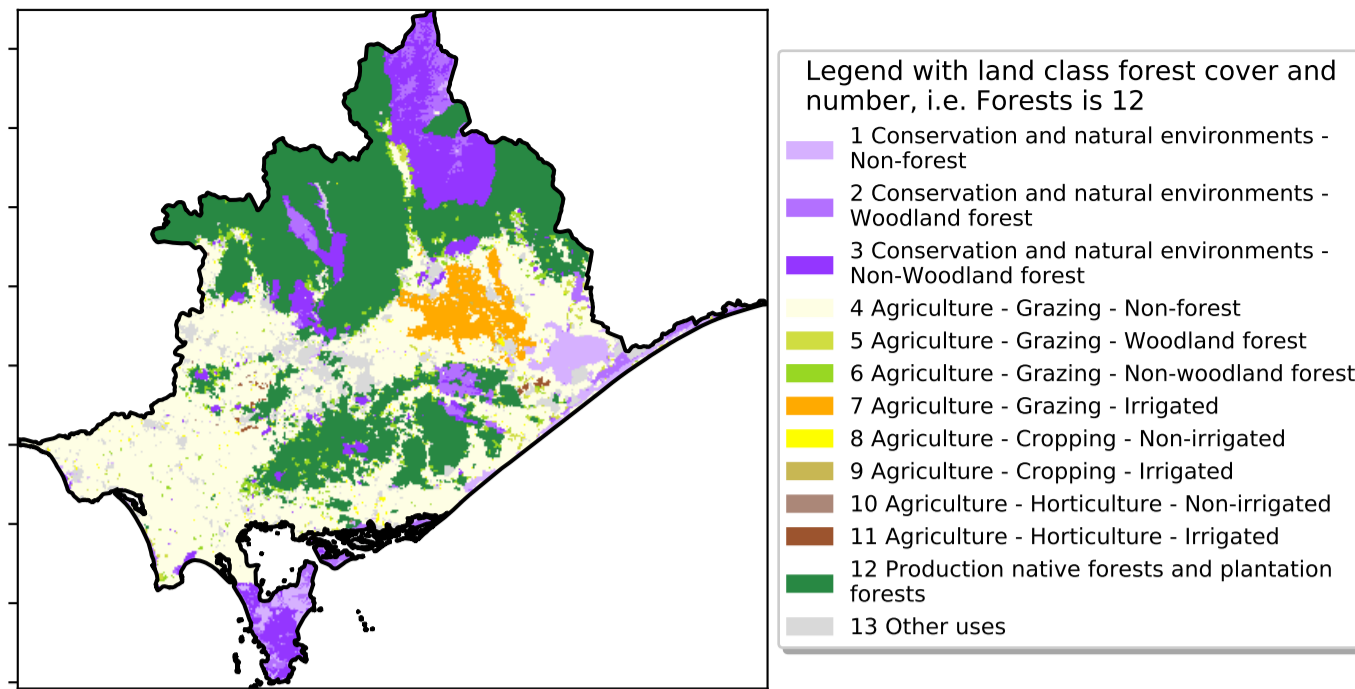 Legend with land class forest cover and
number, i.e. Forests is 12
1 Conservation and natural environments -
Non-forest
2 Conservation and natural environments -
Woodland forest
3 Conservation and natural environments -
Non-Woodland forest
4 Agriculture - Grazing - Non-forest
5 Agriculture - Grazing - Woodland forest
6 Agriculture - Grazing - Non-woodland forest
7 Agriculture - Grazing - Irrigated
8 Agriculture - Cropping - Non-irrigated
9 Agriculture - Cropping - Irrigated
10 Agriculture - Horticulture - Non-irrigated
11 Agriculture - Horticulture - Irrigated
12 Production native forests and plantation
forests
13 Other uses